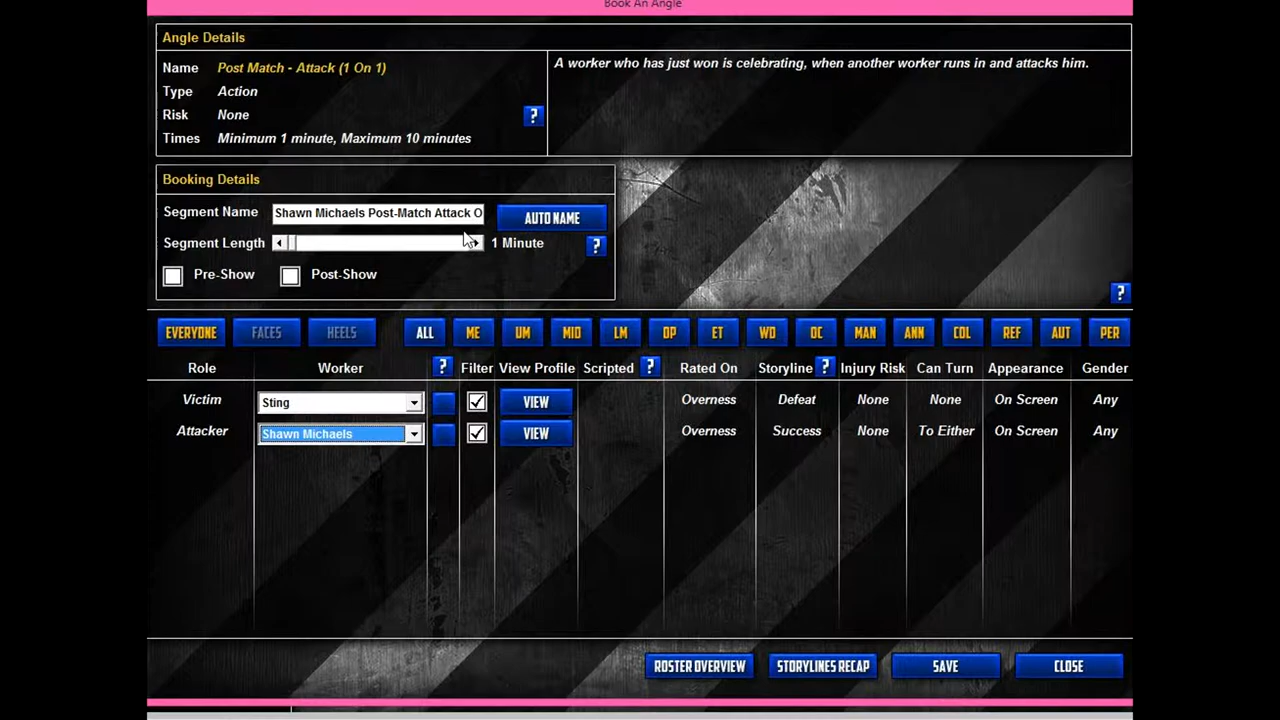 Book An Angle
Angle Details
Name Post Match - Attack (1 On 1)
Type Action
Risk None
Times Minimum 1 minute, Maximum 10 minutes
?
A worker who has just won is celebrating, when another worker runs in and attacks him.
Booking Details
Segment Name Shawn Michaels Post-Match Attack O AUTO NAME
Segment Length 1 Minute ?
Pre-Show Post-Show
?
EVERYONE FACES HEELS ALL ME UM MID LM OP ET WD OC MAN ANN COL REF AUT PER
Role Worker ? Filter View Profile Scripted ? Rated On Storyline ? Injury Risk Can Turn Appearance Gender
Victim Sting VIEW Overness Defeat None None On Screen Any
Attacker Shawn Michaels VIEW Overness Success None To Either On Screen Any
ROSTER OVERVIEW STORYLINES RECAP SAVE CLOSE